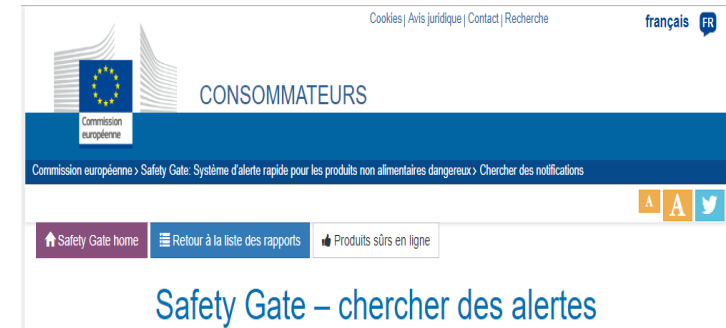 Cookies | Avis juridique | Contact | Recherche
français FR
CONSOMMATEURS
Commission
européenne
Commission européenne > Safety Gate: Système d'alerte rapide pour les produits non alimentaires dangereux > Chercher des notifications
A A
Safety Gate home Retour à la liste des rapports Produits sûrs en ligne
Safety Gate – chercher des alertes